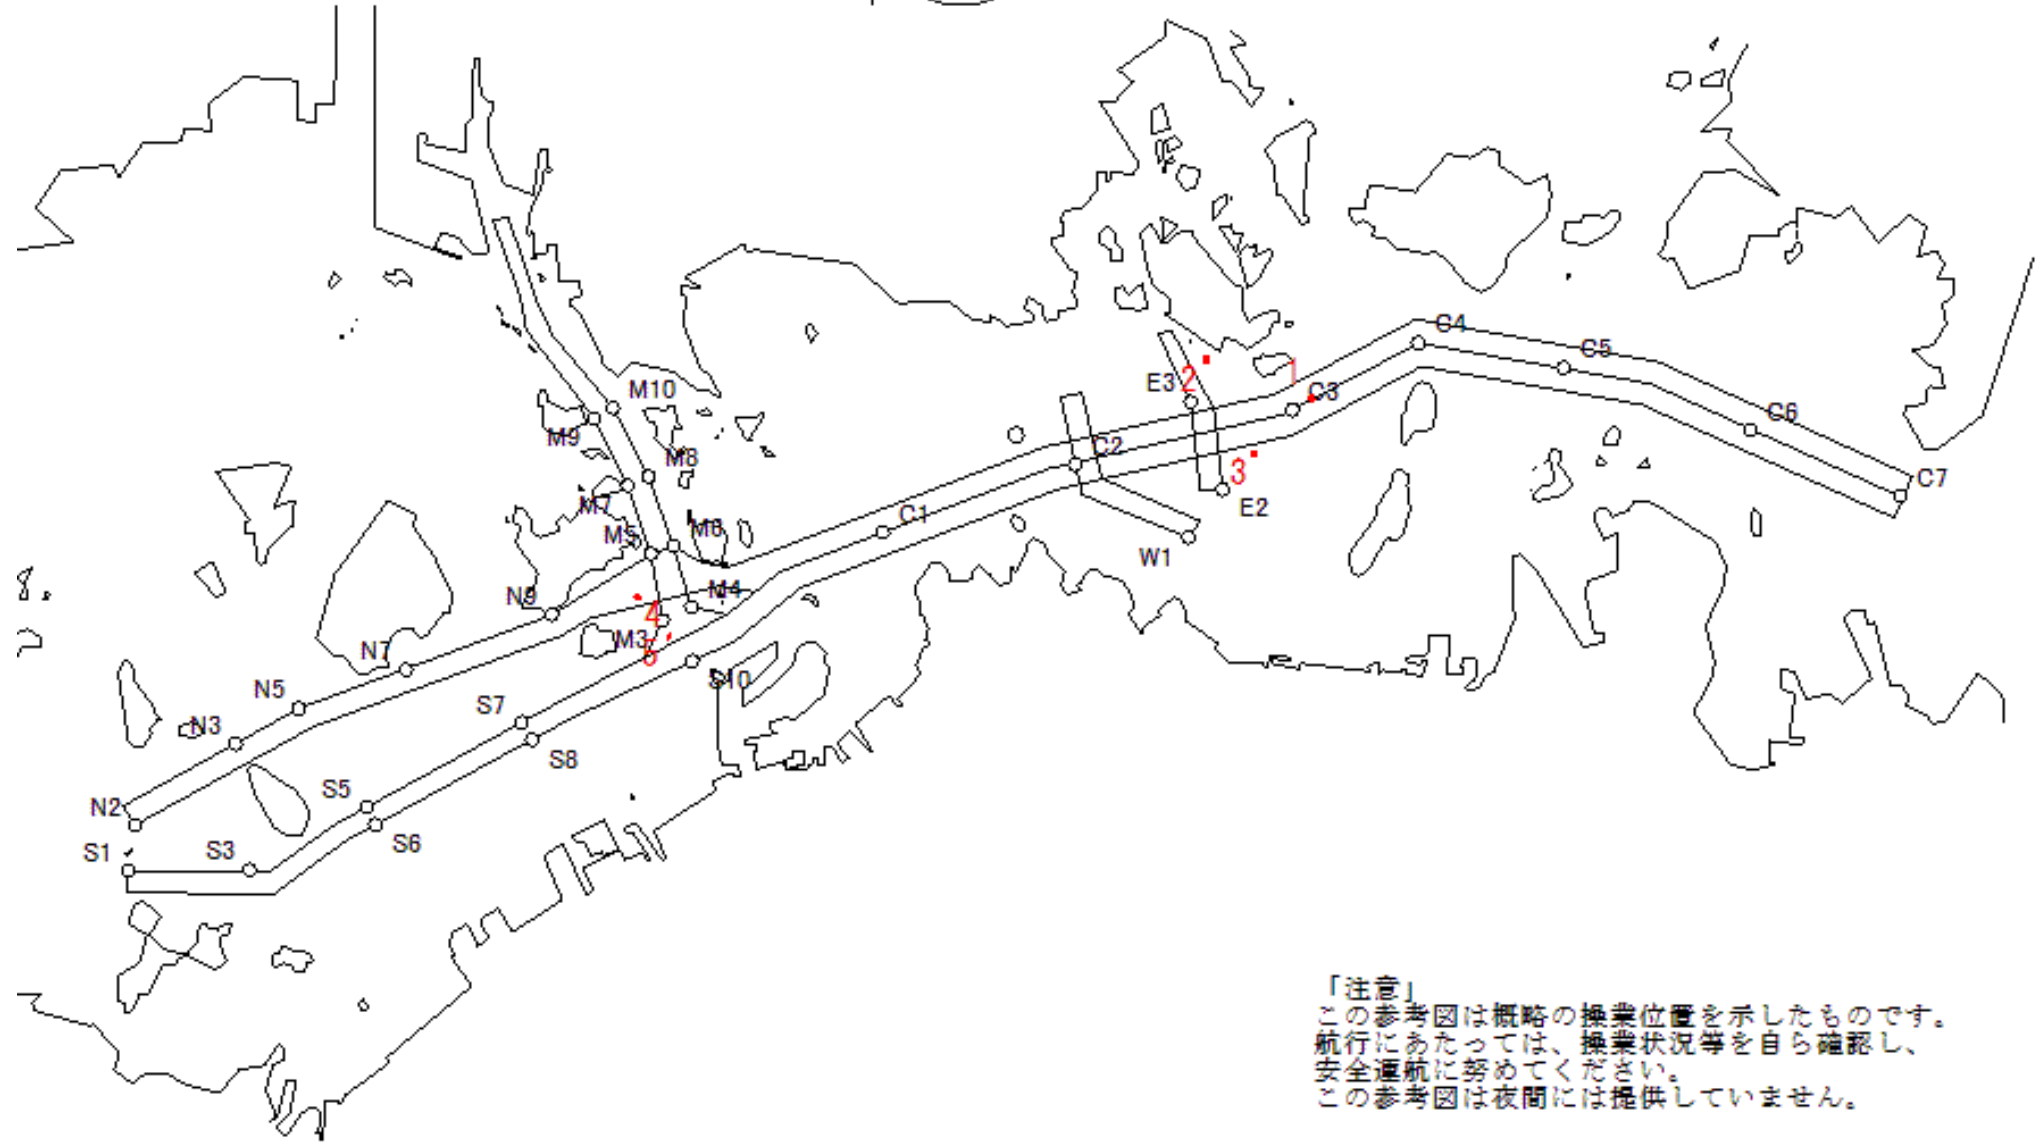 C4
1
C5
E3
2
C3
M10
C6
M9
M8
C2
3
C7
M7
E2
C1
M5
M6
W1
N9
M4
4
M3
5
N7
S10
N5
S7
N3
S8
S5
N2
S6
S1
S3
「注意」
この参考図は概略の操業位置を示したものです。
航行にあたっては、操業状況等を自ら確認し、
安全運航に努めてください。
この参考図は夜間には提供していません。